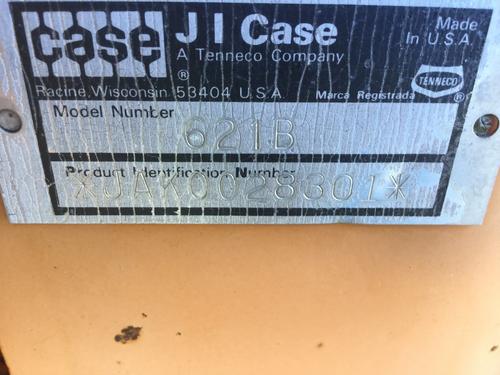 case
J I Case
A Tenneco Company
®
Racine, Wisconsin 53404 U.S.A.
Made
In U.S.A.
TENNECO
®
Marca Registrada
Model Number
621B
Product Identification Number
*JAK0028301*